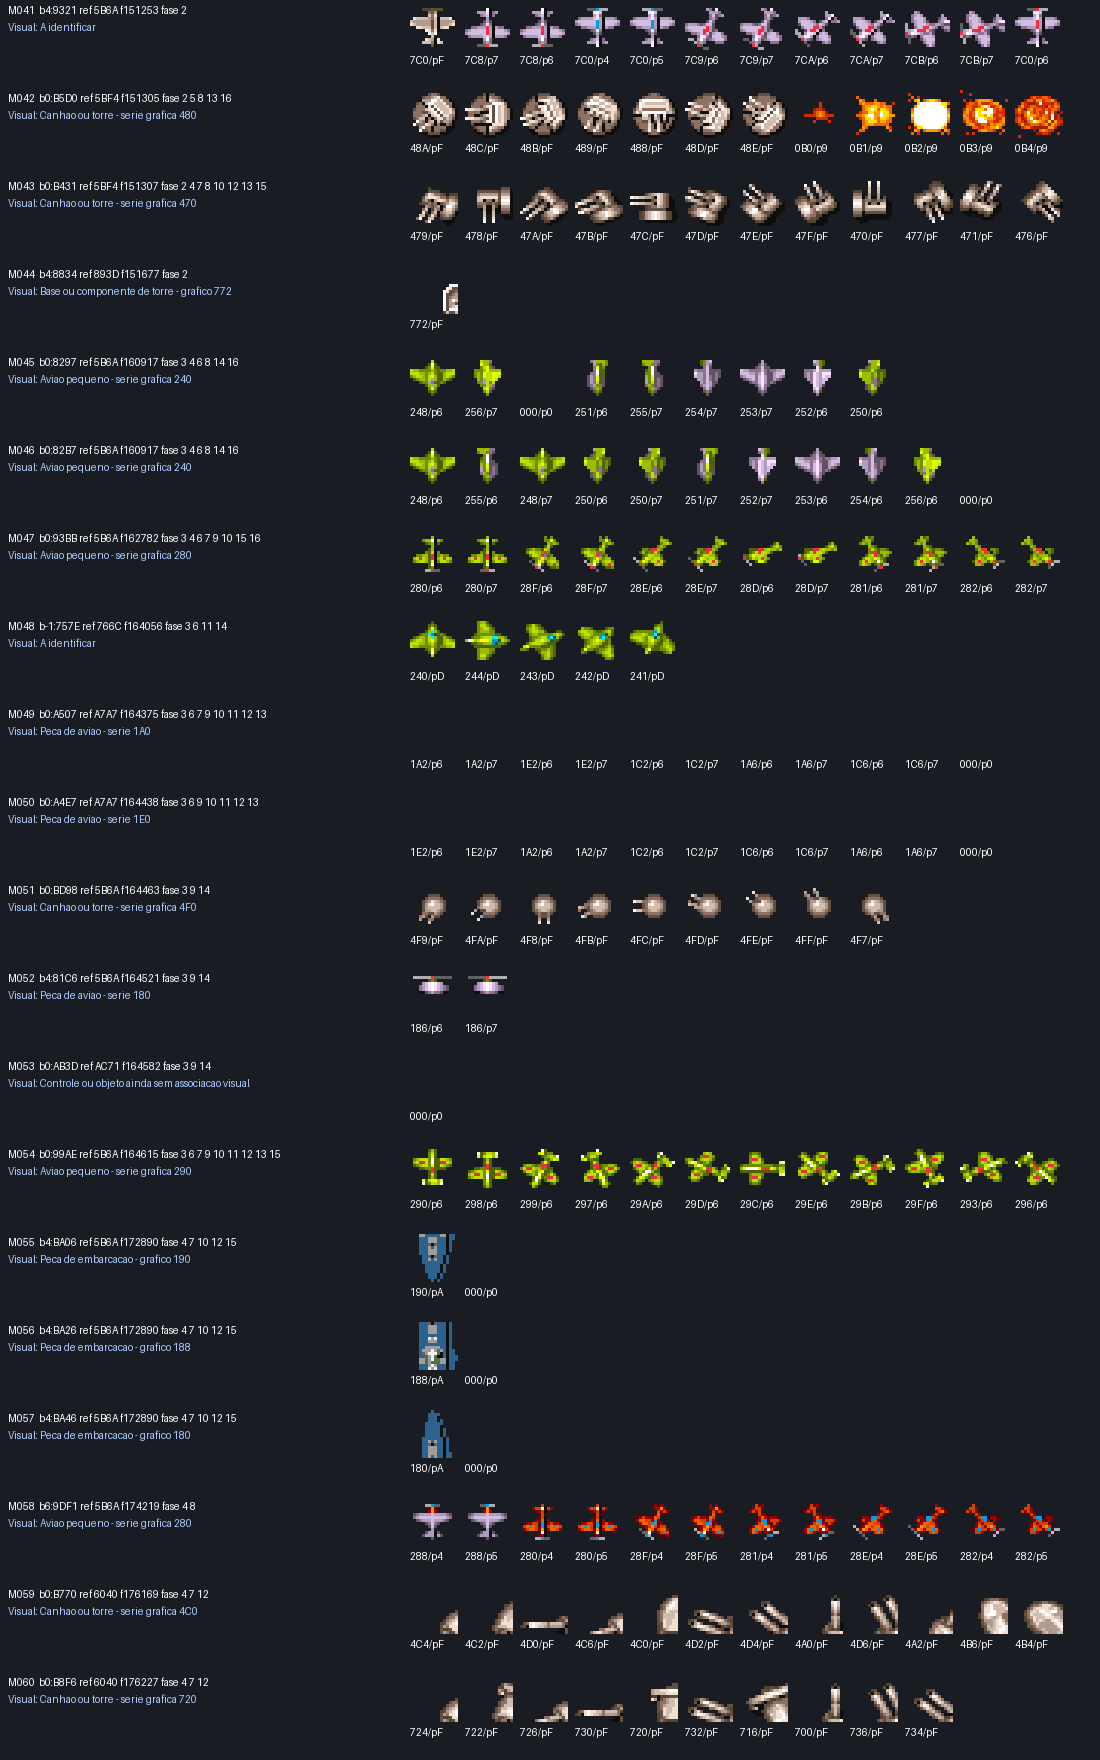 M041 b4:9321 ref 5B6A f151253 fase 2
Visual: A identificar
7C0/pF 7C8/p7 7C8/p6 7C0/p4 7C0/p5 7C9/p6 7C9/p7 7CA/p6 7CA/p7 7CB/p6 7CB/p7 7C0/p6
M042 b0:B5D0 ref 5BF4 f151305 fase 2 5 8 13 16
Visual: Canhao ou torre - serie grafica 480
48A/pF 48C/pF 48B/pF 489/pF 488/pF 48D/pF 48E/pF 0B0/p9 0B1/p9 0B2/p9 0B3/p9 0B4/p9
M043 b0:B431 ref 5BF4 f151307 fase 2 4 7 8 10 12 13 15
Visual: Canhao ou torre - serie grafica 470
479/pF 478/pF 47A/pF 47B/pF 47C/pF 47D/pF 47E/pF 47F/pF 470/pF 477/pF 471/pF 476/pF
M044 b4:8834 ref 893D f151677 fase 2
Visual: Base ou componente de torre - grafico 772
772/pF
M045 b0:8297 ref 5B6A f160917 fase 3 4 6 8 14 16
Visual: Aviao pequeno - serie grafica 240
248/p6 256/p7 000/p0 251/p6 255/p7 254/p7 253/p7 252/p6 250/p6
M046 b0:82B7 ref 5B6A f160917 fase 3 4 6 8 14 16
Visual: Aviao pequeno - serie grafica 240
248/p6 255/p6 248/p7 250/p6 250/p7 251/p7 252/p7 253/p6 254/p6 256/p6 000/p0
M047 b0:93BB ref 5B6A f162782 fase 3 4 6 7 9 10 15 16
Visual: Aviao pequeno - serie grafica 280
280/p6 280/p7 28F/p6 28F/p7 28E/p6 28E/p7 28D/p6 28D/p7 281/p6 281/p7 282/p6 282/p7
M048 b-1:757E ref 766C f164056 fase 3 6 11 14
Visual: A identificar
240/pD 244/pD 243/pD 242/pD 241/pD
M049 b0:A507 ref A7A7 f164375 fase 3 6 7 9 10 11 12 13
Visual: Peca de aviao - serie 1A0
1A2/p6 1A2/p7 1E2/p6 1E2/p7 1C2/p6 1C2/p7 1A6/p6 1A6/p7 1C6/p6 1C6/p7 000/p0
M050 b0:A4E7 ref A7A7 f164438 fase 3 6 9 10 11 12 13
Visual: Peca de aviao - serie 1E0
1E2/p6 1E2/p7 1A2/p6 1A2/p7 1C2/p6 1C2/p7 1C6/p6 1C6/p7 1A6/p6 1A6/p7 000/p0
M051 b0:BD98 ref 5B6A f164463 fase 3 9 14
Visual: Canhao ou torre - serie grafica 4F0
4F9/pF 4FA/pF 4F8/pF 4FB/pF 4FC/pF 4FD/pF 4FE/pF 4FF/pF 4F7/pF
M052 b4:81C6 ref 5B6A f164521 fase 3 9 14
Visual: Peca de aviao - serie 180
186/p6 186/p7
M053 b0:AB3D ref AC71 f164582 fase 3 9 14
Visual: Controle ou objeto ainda sem associacao visual
000/p0
M054 b0:99AE ref 5B6A f164615 fase 3 6 7 9 10 11 12 13 15
Visual: Aviao pequeno - serie grafica 290
290/p6 298/p6 299/p6 297/p6 29A/p6 29D/p6 29C/p6 29E/p6 29B/p6 29F/p6 293/p6 296/p6
M055 b4:BA06 ref 5B6A f172890 fase 4 7 10 12 15
Visual: Peca de embarcacao - grafico 190
190/pA 000/p0
M056 b4:BA26 ref 5B6A f172890 fase 4 7 10 12 15
Visual: Peca de embarcacao - grafico 188
188/pA 000/p0
M057 b4:BA46 ref 5B6A f172890 fase 4 7 10 12 15
Visual: Peca de embarcacao - grafico 180
180/pA 000/p0
M058 b6:9DF1 ref 5B6A f174219 fase 4 8
Visual: Aviao pequeno - serie grafica 280
288/p4 288/p5 280/p4 280/p5 28F/p4 28F/p5 281/p4 281/p5 28E/p4 28E/p5 282/p4 282/p5
M059 b0:B770 ref 6040 f176169 fase 4 7 12
Visual: Canhao ou torre - serie grafica 4C0
4C4/pF 4C2/pF 4D0/pF 4C6/pF 4C0/pF 4D2/pF 4D4/pF 4A0/pF 4D6/pF 4A2/pF 4B6/pF 4B4/pF
M060 b0:B8F6 ref 6040 f176227 fase 4 7 12
Visual: Canhao ou torre - serie grafica 720
724/pF 722/pF 726/pF 730/pF 720/pF 732/pF 716/pF 700/pF 736/pF 734/pF